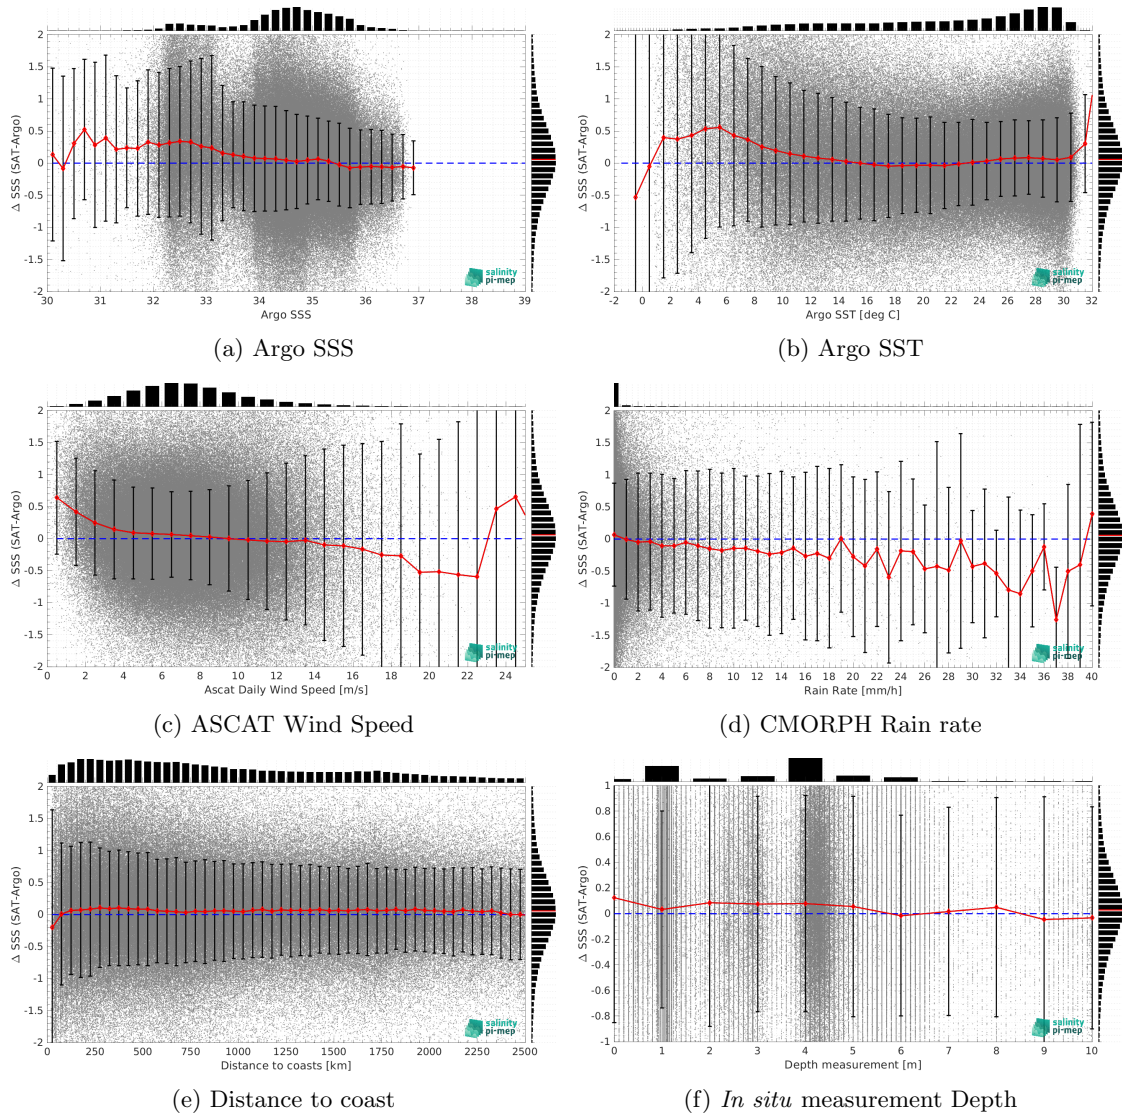 2
1.5
1
0.5
0
-0.5
-1
-1.5
-2
Δ SSS (SAT-Argo)
30 31 32 33 34 35 36 37 38 39
Argo SSS
salinity
pi-mep
(a) Argo SSS
2
1.5
1
0.5
0
-0.5
-1
-1.5
-2
Δ SSS (SAT-Argo)
-2 0 2 4 6 8 10 12 14 16 18 20 22 24 26 28 30 32
Argo SST [deg C]
salinity
pi-mep
(b) Argo SST
2
1.5
1
0.5
0
-0.5
-1
-1.5
-2
Δ SSS (SAT-Argo)
0 2 4 6 8 10 12 14 16 18 20 22 24
Ascat Daily Wind Speed [m/s]
salinity
pi-mep
(c) ASCAT Wind Speed
2
1.5
1
0.5
0
-0.5
-1
-1.5
-2
Δ SSS (SAT-Argo)
0 2 4 6 8 10 12 14 16 18 20 22 24 26 28 30 32 34 36 38 40
Rain Rate [mm/h]
salinity
pi-mep
(d) CMORPH Rain rate
2
1.5
1
0.5
0
-0.5
-1
-1.5
-2
Δ SSS (SAT-Argo)
0 250 500 750 1000 1250 1500 1750 2000 2250 2500
Distance to coasts [km]
salinity
pi-mep
(e) Distance to coast
1
0.8
0.6
0.4
0.2
0
-0.2
-0.4
-0.6
-0.8
-1
Δ SSS (SAT-Argo)
0 1 2 3 4 5 6 7 8 9 10
Depth measurement [m]
salinity
pi-mep
(f) In situ measurement Depth